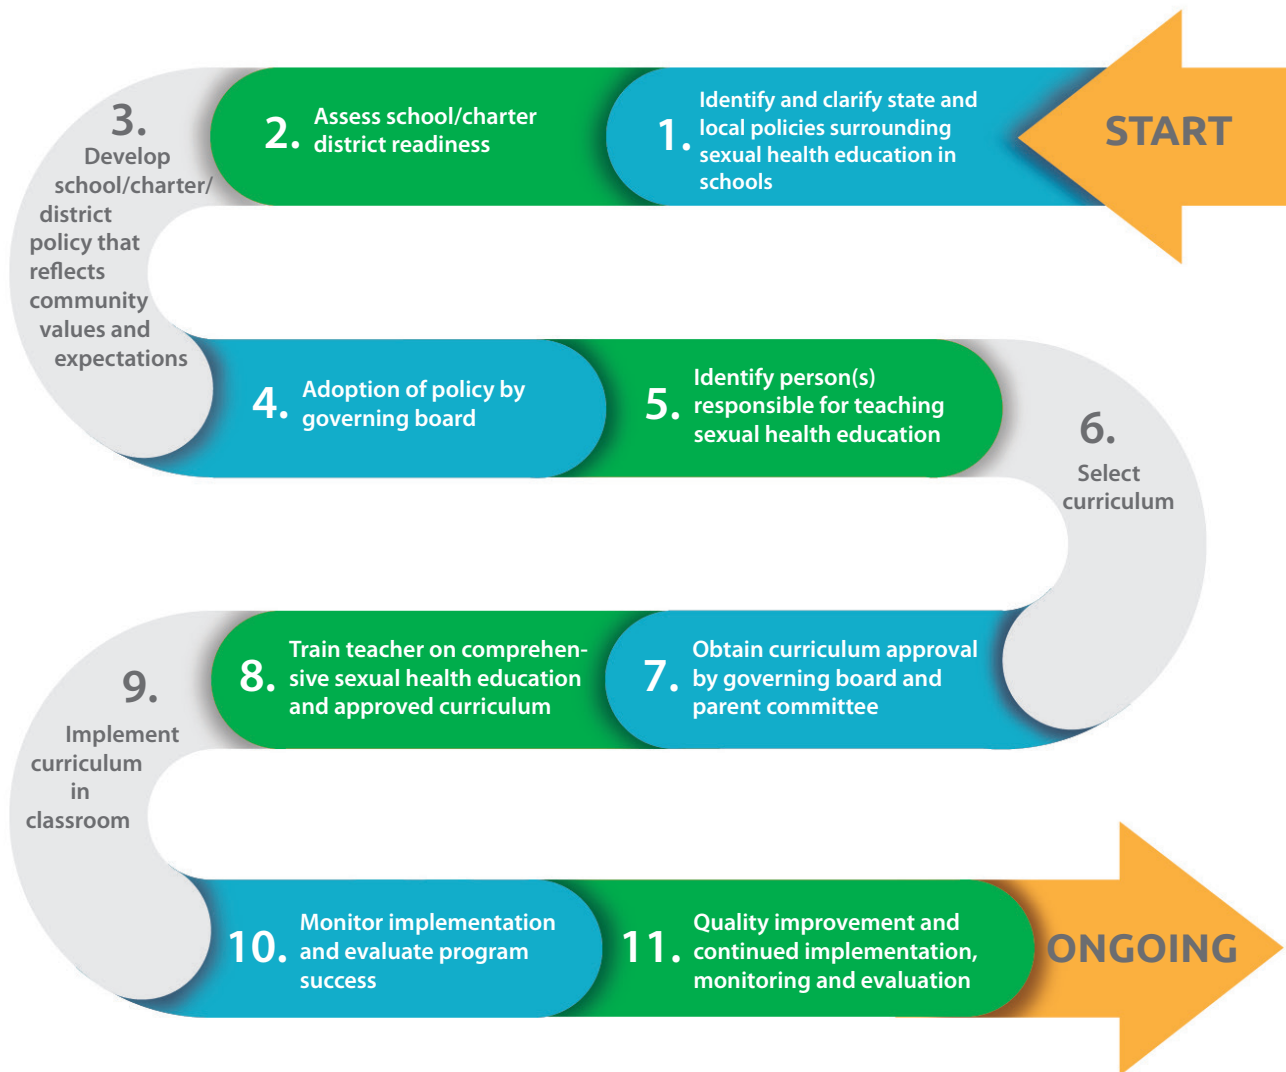 START
1.
Identify and clarify state and
local policies surrounding
sexual health education in
schools
2.
Assess school/charter
district readiness
3.
Develop
school/charter/
district
policy that
reflects
community
values and
expectations
4.
Adoption of policy by
governing board
5.
Identify person(s)
responsible for teaching
sexual health education
6.
Select
curriculum
7.
Obtain curriculum approval
by governing board and
parent committee
8.
Train teacher on comprehen-
sive sexual health education
and approved curriculum
9.
Implement
curriculum
in
classroom
10.
Monitor implementation
and evaluate program
success
11.
Quality improvement and
continued implementation,
monitoring and evaluation
ONGOING